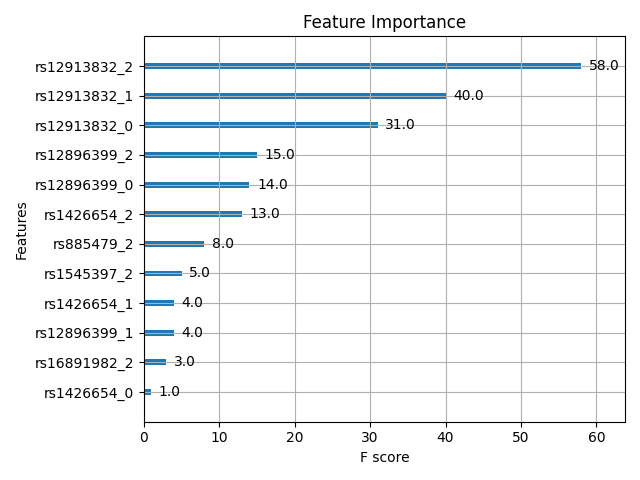 Feature Importance
rs12913832_2 58.0
rs12913832_1 40.0
rs12913832_0 31.0
rs12896399_2 15.0
rs12896399_0 14.0
rs1426654_2 13.0
rs885479_2 8.0
rs1545397_2 5.0
rs1426654_1 4.0
rs12896399_1 4.0
rs16891982_2 3.0
rs1426654_0 1.0
Features
0 10 20 30 40 50 60
F score